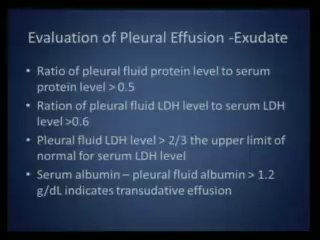 Evaluation of Pleural Effusion -Exudate
• Ratio of pleural fluid protein level to serum
protein level > 0.5
• Ration of pleural fluid LDH level to serum LDH
level >0.6
• Pleural fluid LDH level > 2/3 the upper limit of
normal for serum LDH level
• Serum albumin – pleural fluid albumin > 1.2
g/dL indicates transudative effusion